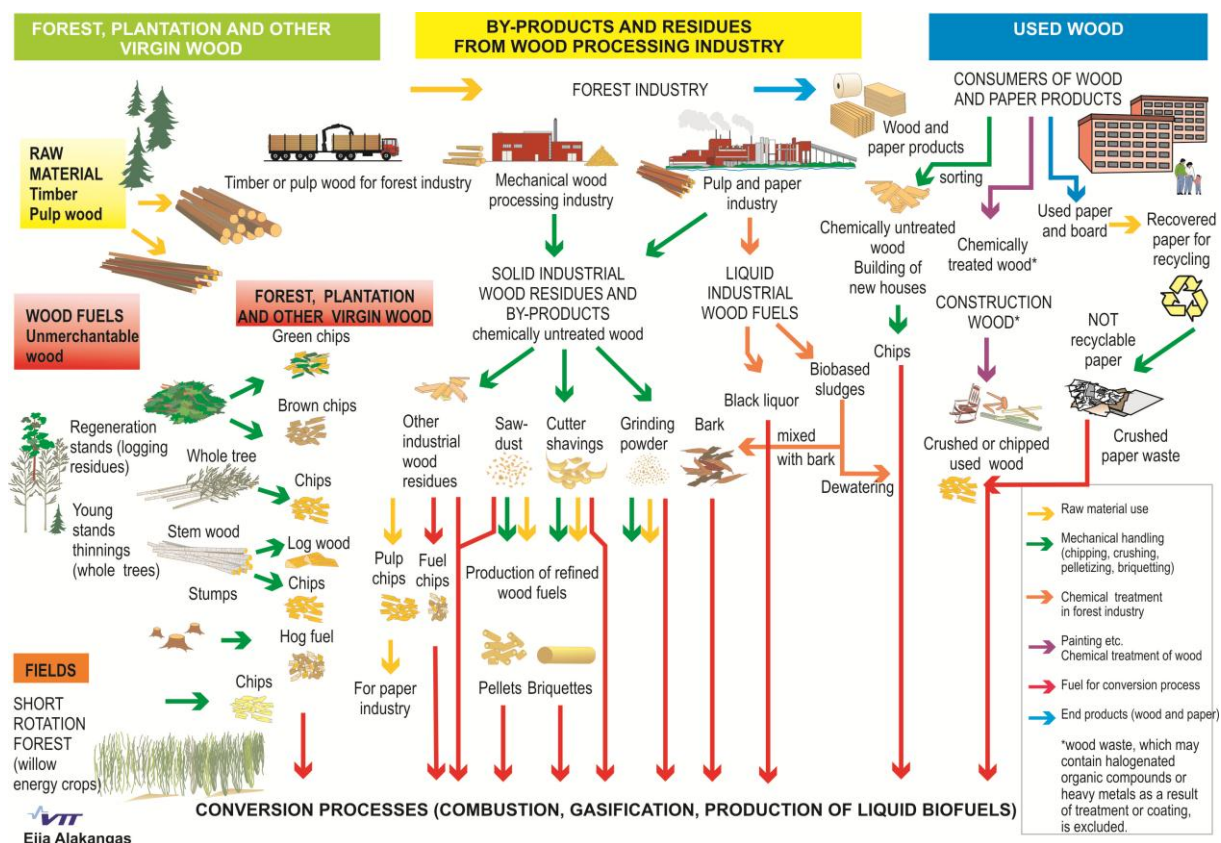 FOREST, PLANTATION AND OTHER
VIRGIN WOOD
BY-PRODUCTS AND RESIDUES
FROM WOOD PROCESSING INDUSTRY
USED WOOD
FOREST INDUSTRY
CONSUMERS OF WOOD
AND PAPER PRODUCTS
RAW
MATERIAL
Timber
Pulp wood
Timber or pulp wood for forest industry
Mechanical wood
processing industry
Pulp and paper
industry
Wood and
paper products
sorting
Chemically untreated
wood
Building of
new houses
Chemically
treated wood*
Used paper
and board
Recovered
paper for
recycling
WOOD FUELS
Unmerchantable
wood
FOREST, PLANTATION
AND OTHER VIRGIN WOOD
SOLID INDUSTRIAL
WOOD RESIDUES AND
BY-PRODUCTS
chemically untreated wood
LIQUID
INDUSTRIAL
WOOD FUELS
CONSTRUCTION
WOOD*
NOT
recyclable
paper
Green chips
Brown chips
Regeneration
stands (logging
residues)
Whole tree
Chips
Young
stands
thinnings
(whole trees)
Stem wood
Log wood
Chips
Stumps
Hog fuel
Other
industrial
wood
residues
Saw-
dust
Cutter
shavings
Grinding
powder
Bark
Black liquor
Biobased
sludges
mixed
with bark
Dewatering
Chips
Crushed or chipped
used wood
Crushed
paper waste
Pulp
chips
Fuel
chips
Production of refined
wood fuels
For paper
industry
Pellets
Briquettes
FIELDS
SHORT
ROTATION
FOREST
(willow
energy crops)
Chips
Raw material use
Mechanical handling
(chipping, crushing,
pelletizing, briquetting)
Chemical treatment
in forest industry
Painting etc.
Chemical treatment of wood
Fuel for conversion process
End products (wood and paper)
*wood waste, which may
contain halogenated
organic compounds or
heavy metals as a result
of treatment or coating,
is excluded.
CONVERSION PROCESSES (COMBUSTION, GASIFICATION, PRODUCTION OF LIQUID BIOFUELS)
VTT
Eija Alakangas